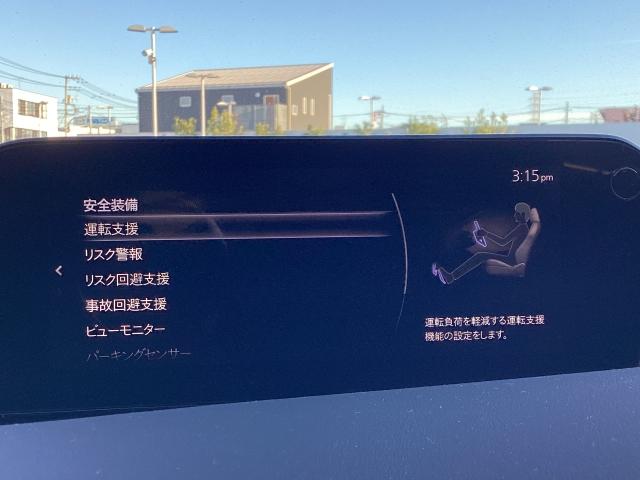 3:15pm
安全装備
運転支援
リスク警報
リスク回避支援
事故回避支援
ビューモニター
パーキングセンサー
運転負荷を軽減する運転支援
機能の設定をします。